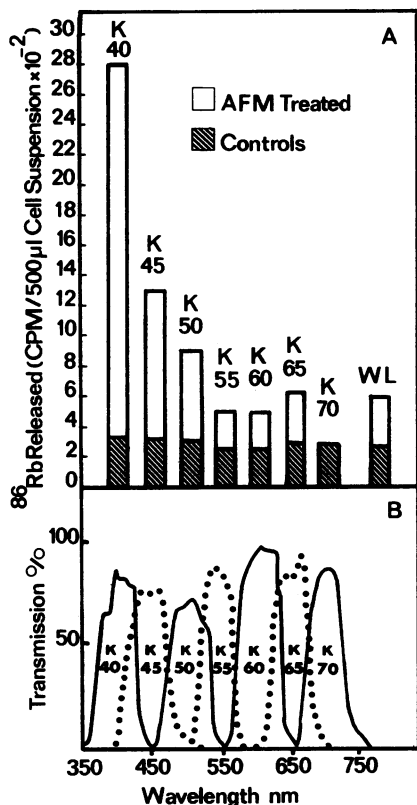 A
K
40
AFM Treated
Controls
K
45
K
50
K
55
K
60
K
65
K
70
WL
28
26
24
22
20
18
16
14
12
10
8
6
4
2
0
86Rb Released (CPM/500µl Cell Suspension×10-2
B
100
50
Transmission %
K
40
K
45
K
50
K
55
K
60
K
65
K
70
350 450 550 650 750
Wavelength nm